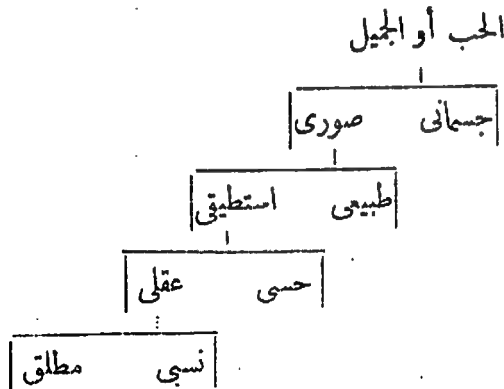 الحب أو الجميل
جسمانى صورى
طبيعى استطيقى
حسى عقلى
نسبى مطلق